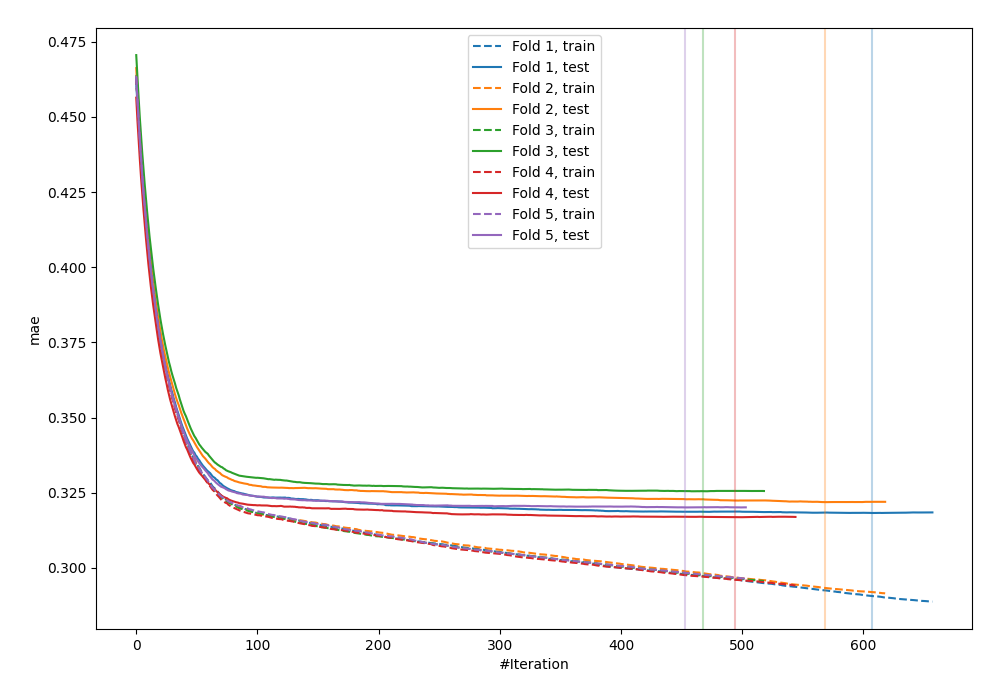 0.475
0.450
0.425
0.400
0.375
0.350
0.325
0.300
mae
Fold 1, train
Fold 1, test
Fold 2, train
Fold 2, test
Fold 3, train
Fold 3, test
Fold 4, train
Fold 4, test
Fold 5, train
Fold 5, test
0 100 200 300 400 500 600
#Iteration